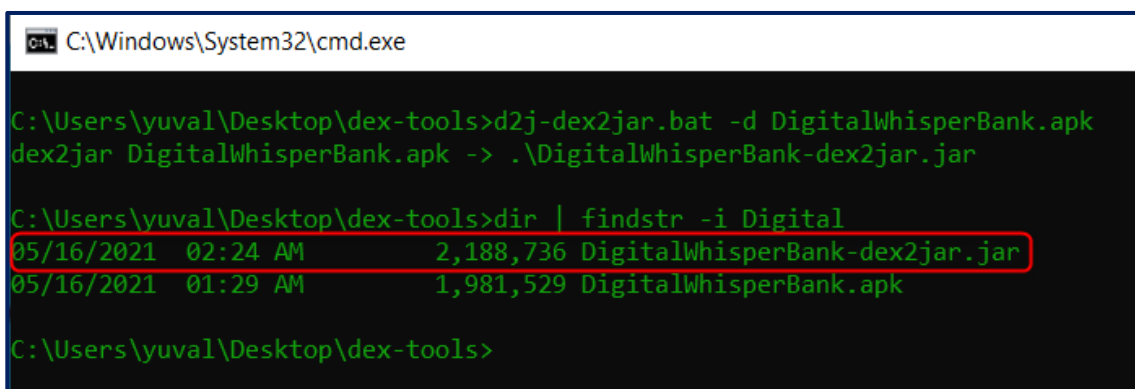 C:\Windows\System32\cmd.exe
C:\Users\yuval\Desktop\dex-tools>d2j-dex2jar.bat -d DigitalWhisperBank.apk
dex2jar DigitalWhisperBank.apk -> .\DigitalWhisperBank-dex2jar.jar
C:\Users\yuval\Desktop\dex-tools>dir | findstr -i Digital
05/16/2021  02:24 AM         2,188,736 DigitalWhisperBank-dex2jar.jar
05/16/2021  01:29 AM         1,981,529 DigitalWhisperBank.apk
C:\Users\yuval\Desktop\dex-tools>